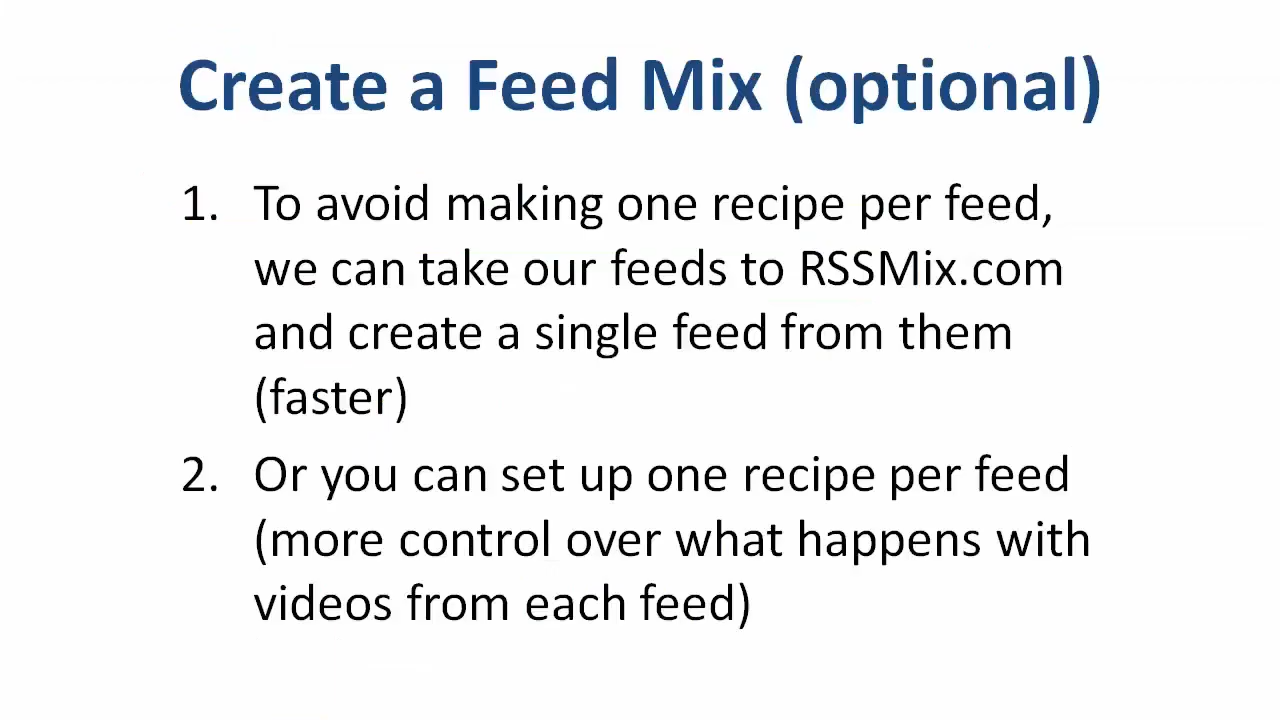 Create a Feed Mix (optional)
1. To avoid making one recipe per feed,
we can take our feeds to RSSMix.com
and create a single feed from them
(faster)
2. Or you can set up one recipe per feed
(more control over what happens with
videos from each feed)